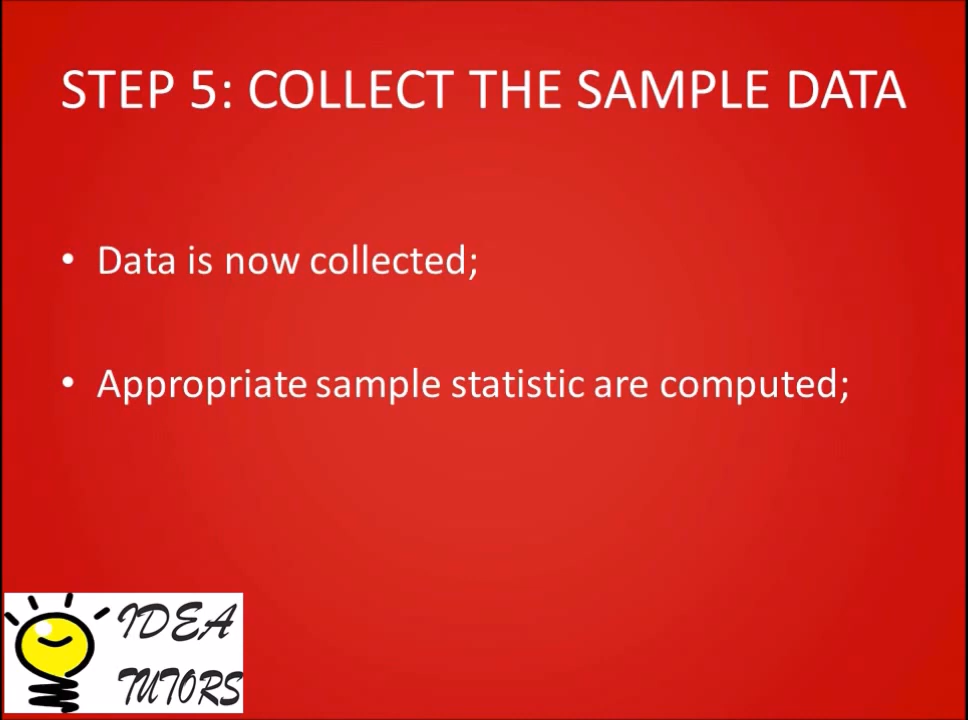 STEP 5: COLLECT THE SAMPLE DATA
• Data is now collected;
• Appropriate sample statistic are computed;
IDEA
TUTORS